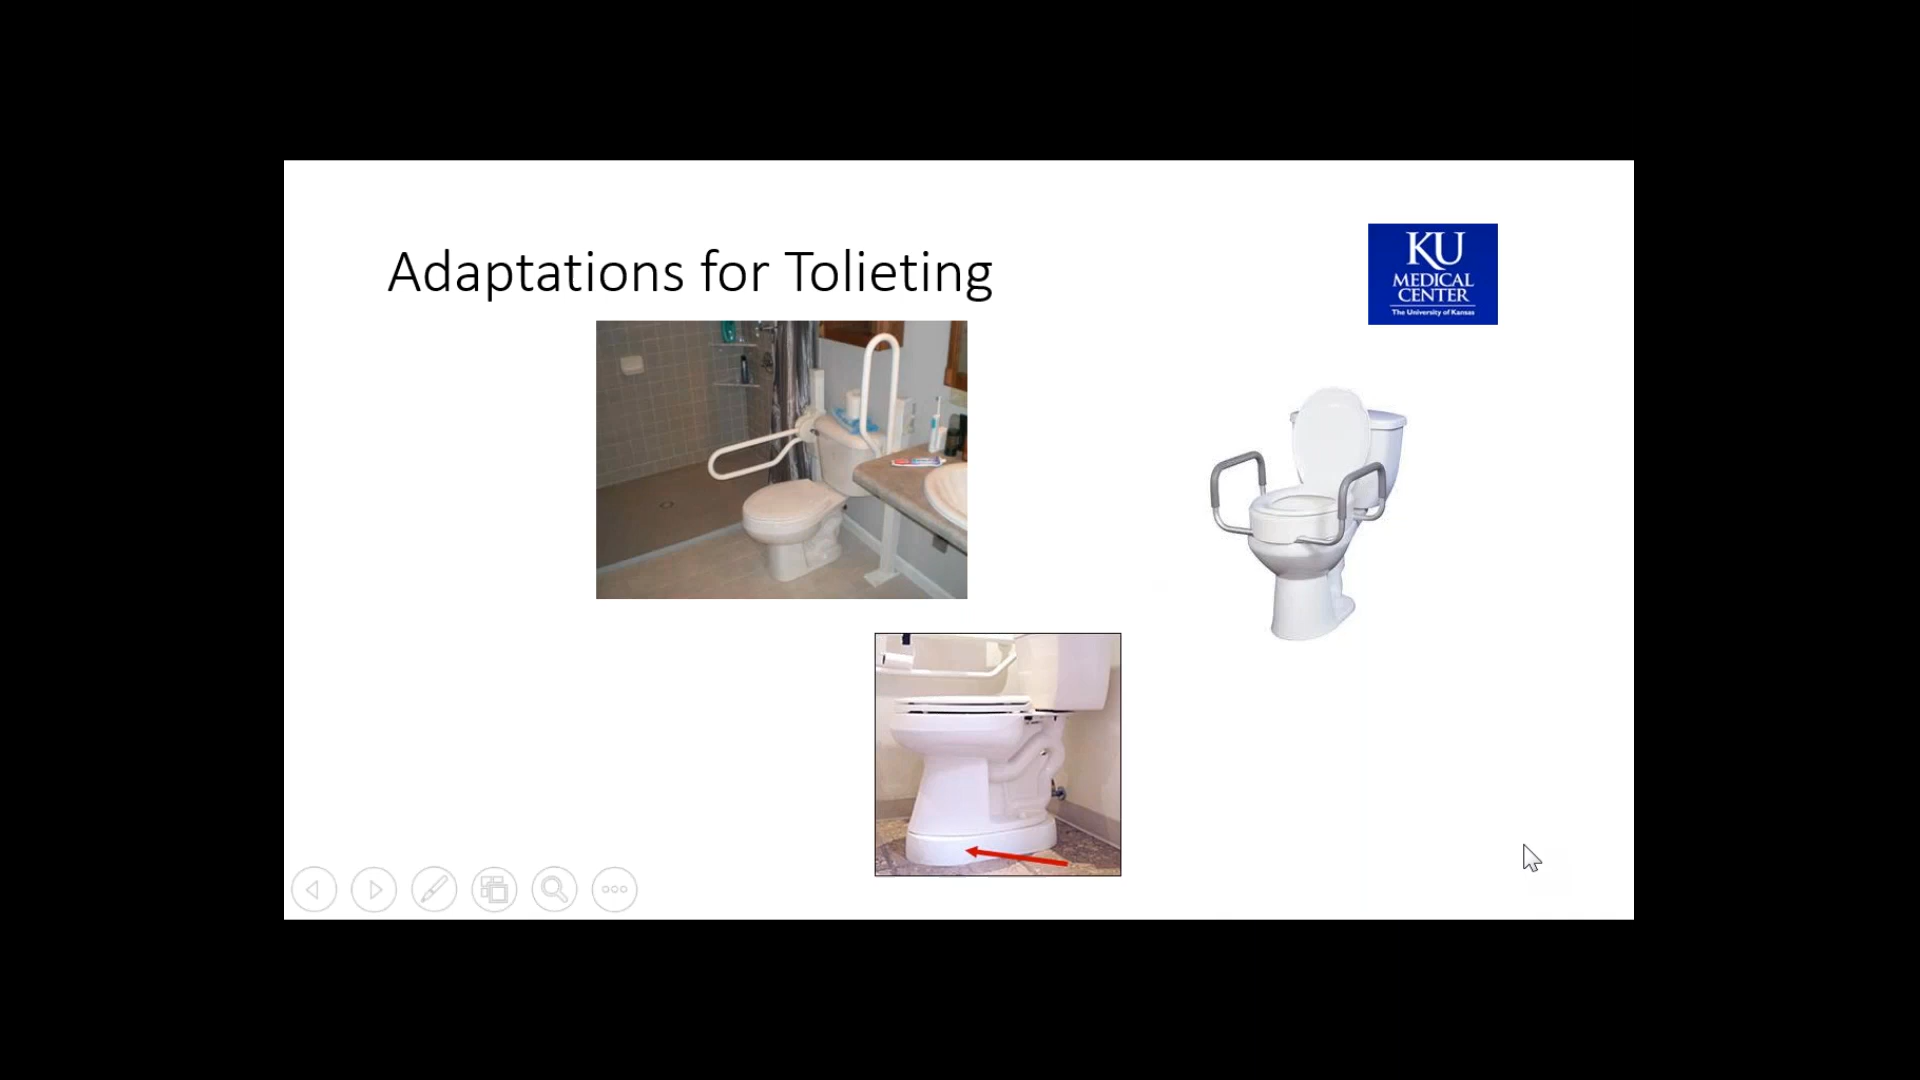 Adaptations for Tolieting
KU
MEDICAL
CENTER
The University of Kansas